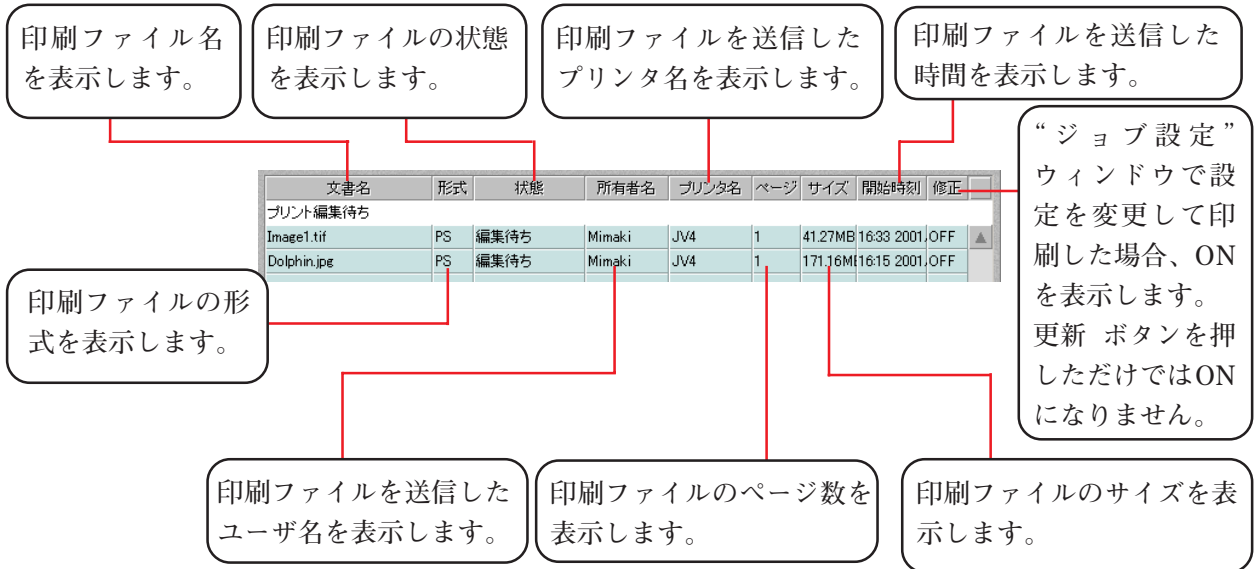 印刷ファイル名
を表示します。
印刷ファイルの状態
を表示します。
印刷ファイルを送信した
プリンタ名を表示します。
印刷ファイルを送信した
時間を表示します。
“ジョブ設定”
ウィンドウで設
定を変更して印
刷した場合、ON
を表示します。
更新 ボタンを押
しただけではON
になりません。
文書名 形式 状態 所有者名 プリンタ名 ページ サイズ 開始時刻 修正
プリント編集待ち
Image1.tif PS 編集待ち Mimaki JV4 1 41.27MB 16:33 2001, OFF
Dolphin.jpg PS 編集待ち Mimaki JV4 1 171.16M 16:15 2001, OFF
印刷ファイルの形
式を表示します。
印刷ファイルを送信した
ユーザ名を表示します。
印刷ファイルのページ数を
表示します。
印刷ファイルのサイズを表
示します。